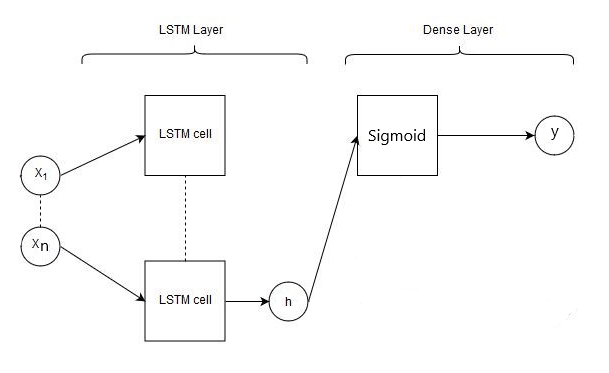 LSTM Layer
Dense Layer
LSTM cell
Sigmoid
y
X1
Xn
LSTM cell
h